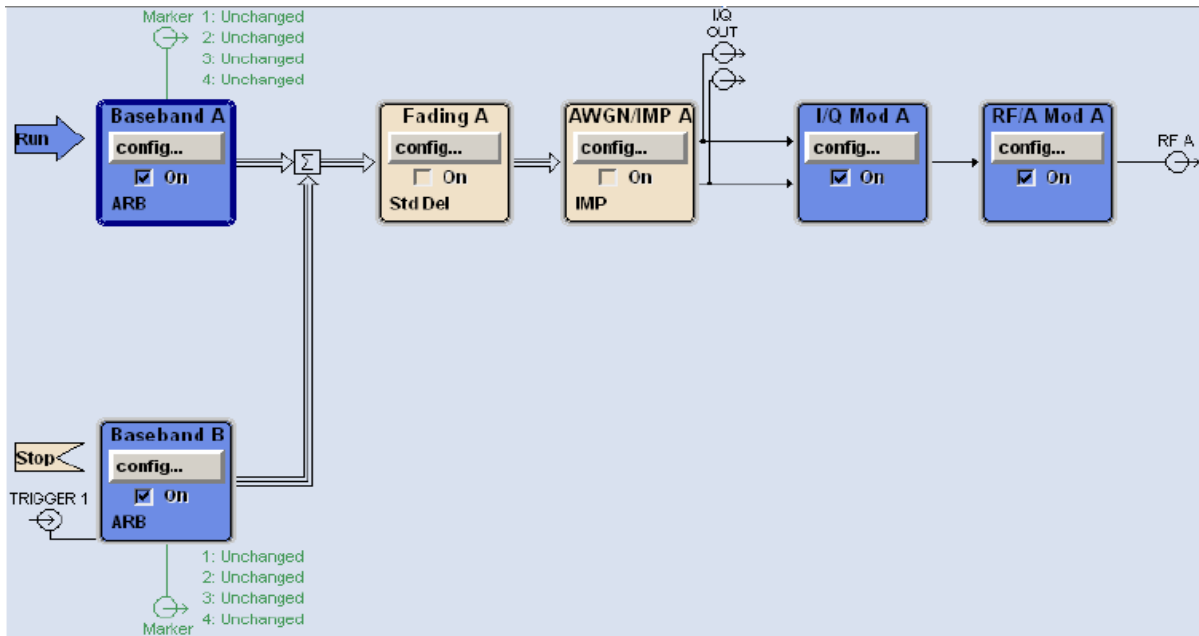 Marker 1: Unchanged
2: Unchanged
3: Unchanged
4: Unchanged
I/Q
OUT
Run
Baseband A
config...
On
ARB
Σ
Fading A
config...
On
Std Del
AWGN/IMP A
config...
On
IMP
I/Q Mod A
config...
On
RF/A Mod A
config...
On
RF A
Stop
TRIGGER 1
Baseband B
config...
On
ARB
1: Unchanged
2: Unchanged
3: Unchanged
4: Unchanged
Marker